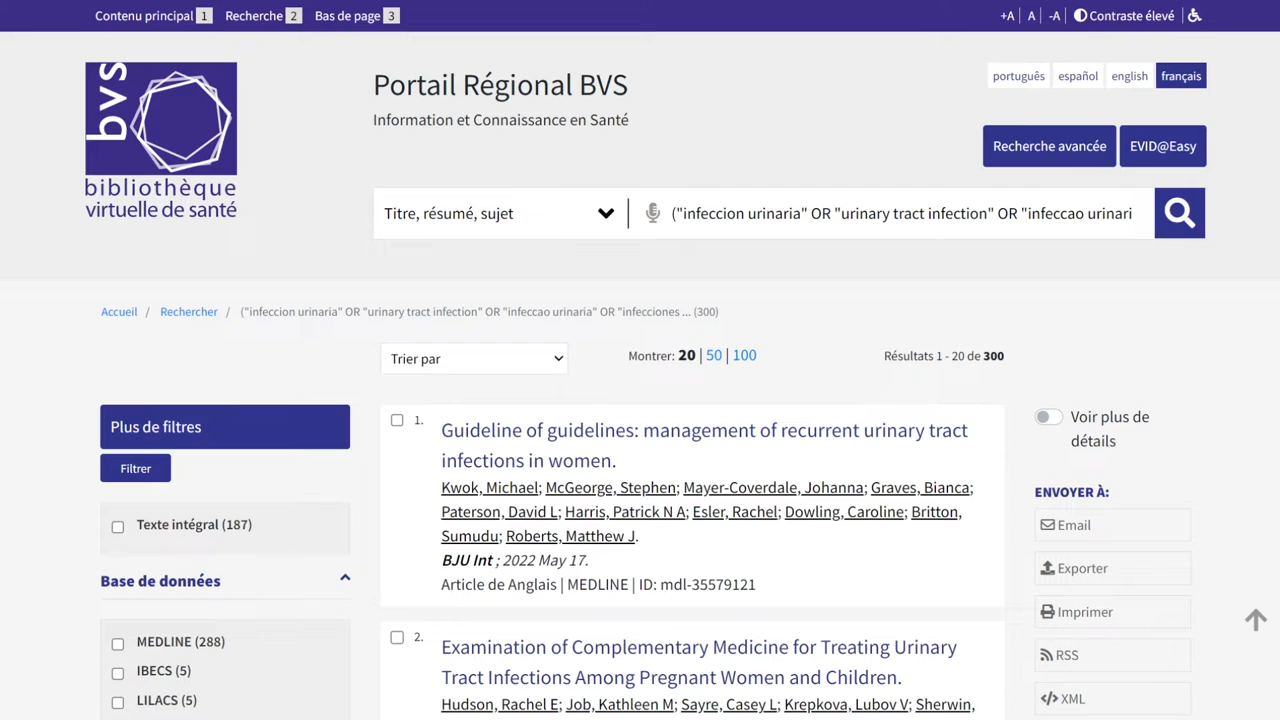 Contenu principal 1 Recherche 2 Bas de page 3
+A A -A Contraste élevé
bvs
bibliothèque
virtuelle de santé
Portail Régional BVS
Information et Connaissance en Santé
português español english français
Recherche avancée EVID@Easy
Titre, résumé, sujet ("infeccion urinaria" OR "urinary tract infection" OR "infeccao urinari
Accueil / Rechercher / ("infeccion urinaria" OR "urinary tract infection" OR "infeccao urinaria" OR "infecciones ... (300)
Trier par Montrer: 20 | 50 | 100 Résultats 1 - 20 de 300
Plus de filtres
Filtrer
Texte intégral (187)
Base de données
MEDLINE (288)
IBECS (5)
LILACS (5)
1. Guideline of guidelines: management of recurrent urinary tract
infections in women.
Kwok, Michael; McGeorge, Stephen; Mayer-Coverdale, Johanna; Graves, Bianca;
Paterson, David L; Harris, Patrick N A; Esler, Rachel; Dowling, Caroline; Britton,
Sumudu; Roberts, Matthew J.
BJU Int ; 2022 May 17.
Article de Anglais | MEDLINE | ID: mdl-35579121
2. Examination of Complementary Medicine for Treating Urinary
Tract Infections Among Pregnant Women and Children.
Hudson, Rachel E; Job, Kathleen M; Sayre, Casey L; Krepkova, Lubov V; Sherwin,
Voir plus de
détails
ENVOYER À:
Email
Exporter
Imprimer
RSS
XML